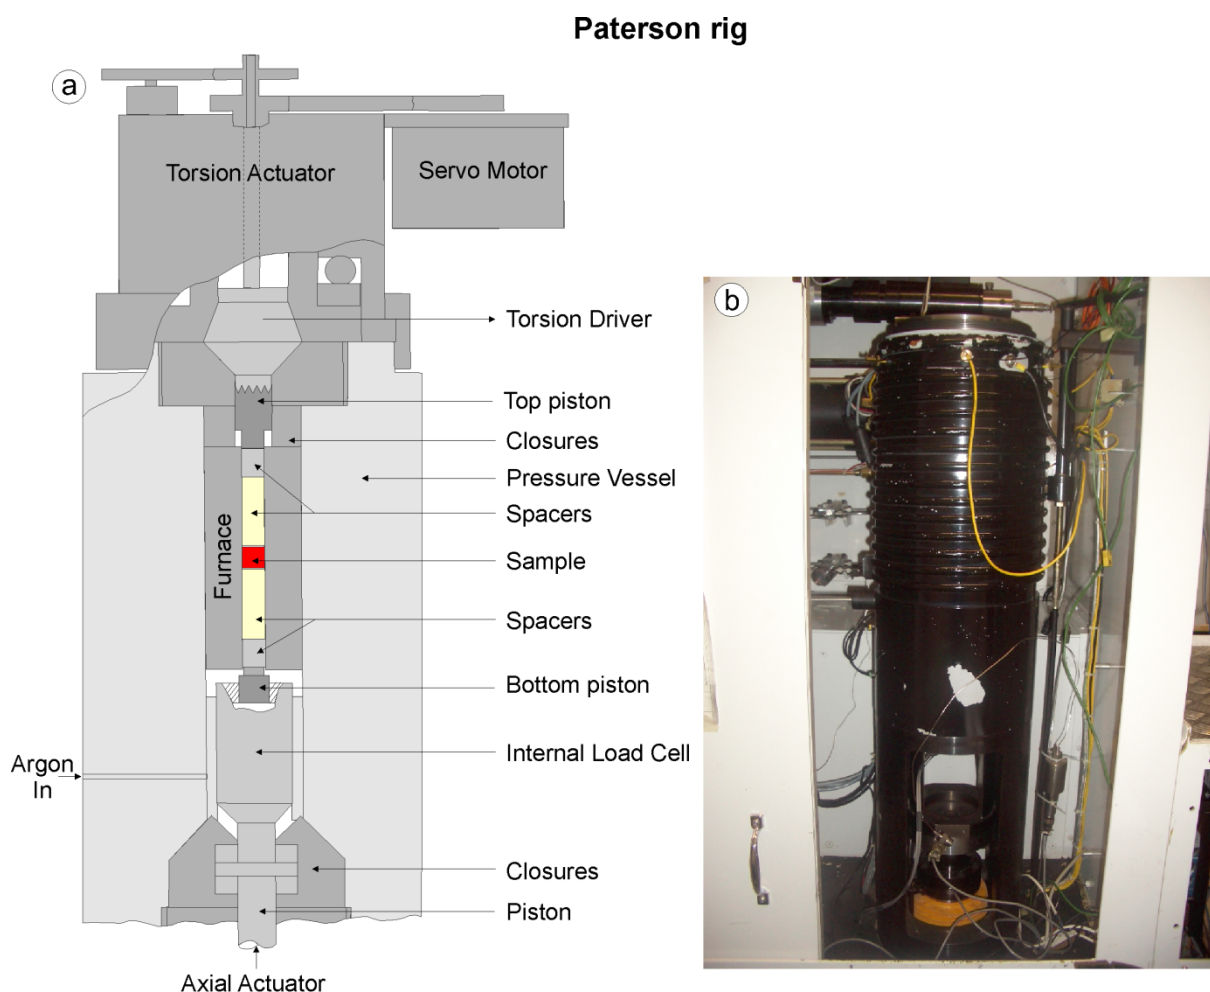 Paterson rig
a
Torsion Actuator
Servo Motor
Torsion Driver
Top piston
Closures
Pressure Vessel
Spacers
Furnace
Sample
Spacers
Bottom piston
Internal Load Cell
Argon
In
Closures
Piston
Axial Actuator
b